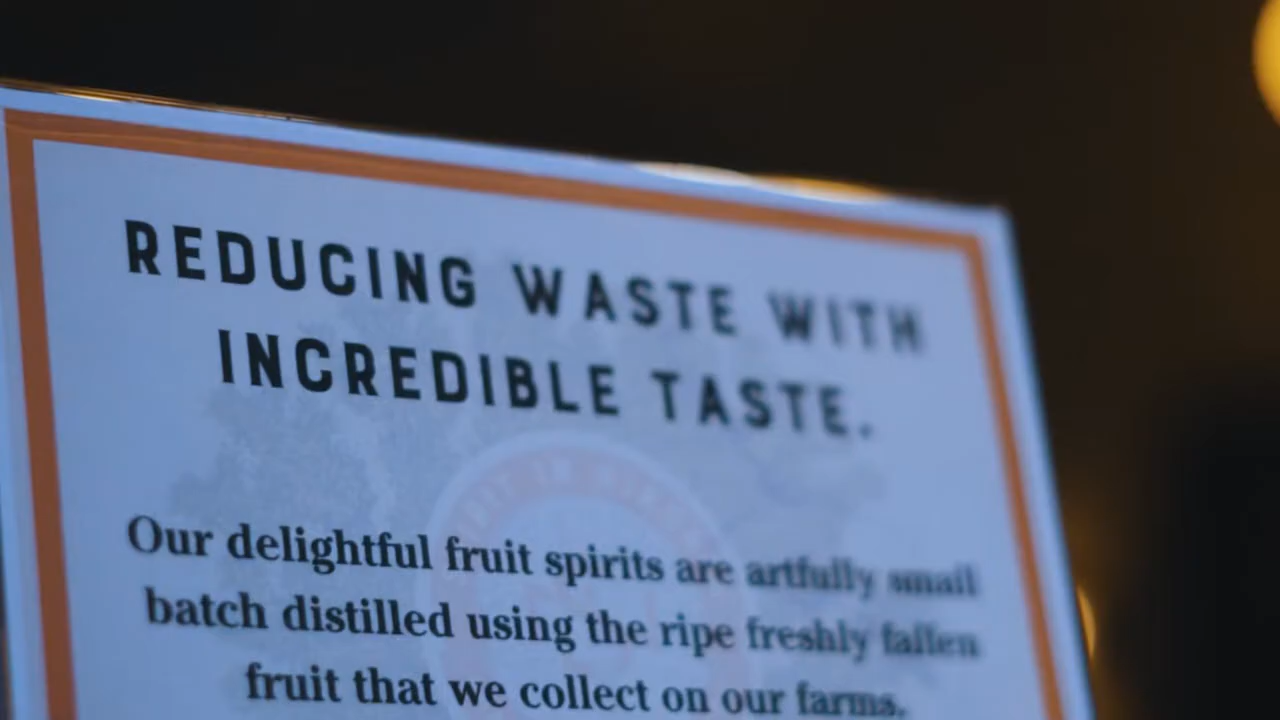 REDUCING WASTE WITH
INCREDIBLE TASTE.
Our delightful fruit spirits are artfully small
batch distilled using the ripe freshly fallen
fruit that we collect on our farms.